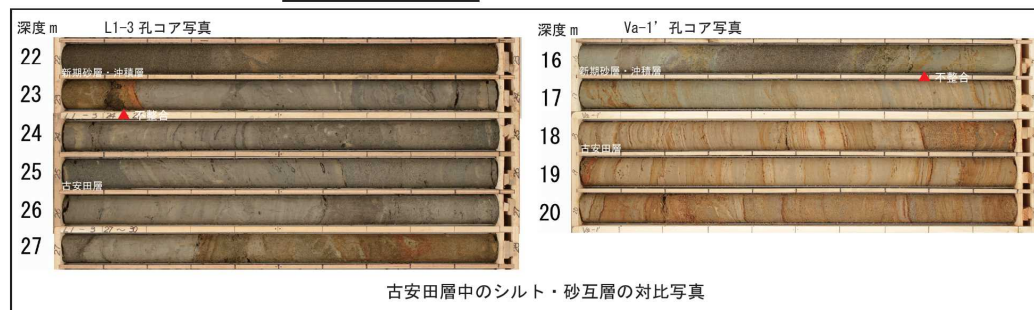 深度 m
L1-3 孔コア写真
22
新期砂層・沖積層
23
不整合
24
25
古安田層
26
27
深度 m
Va-1' 孔コア写真
16
新期砂層・沖積層
不整合
17
18
古安田層
19
20
古安田層中のシルト・砂互層の対比写真